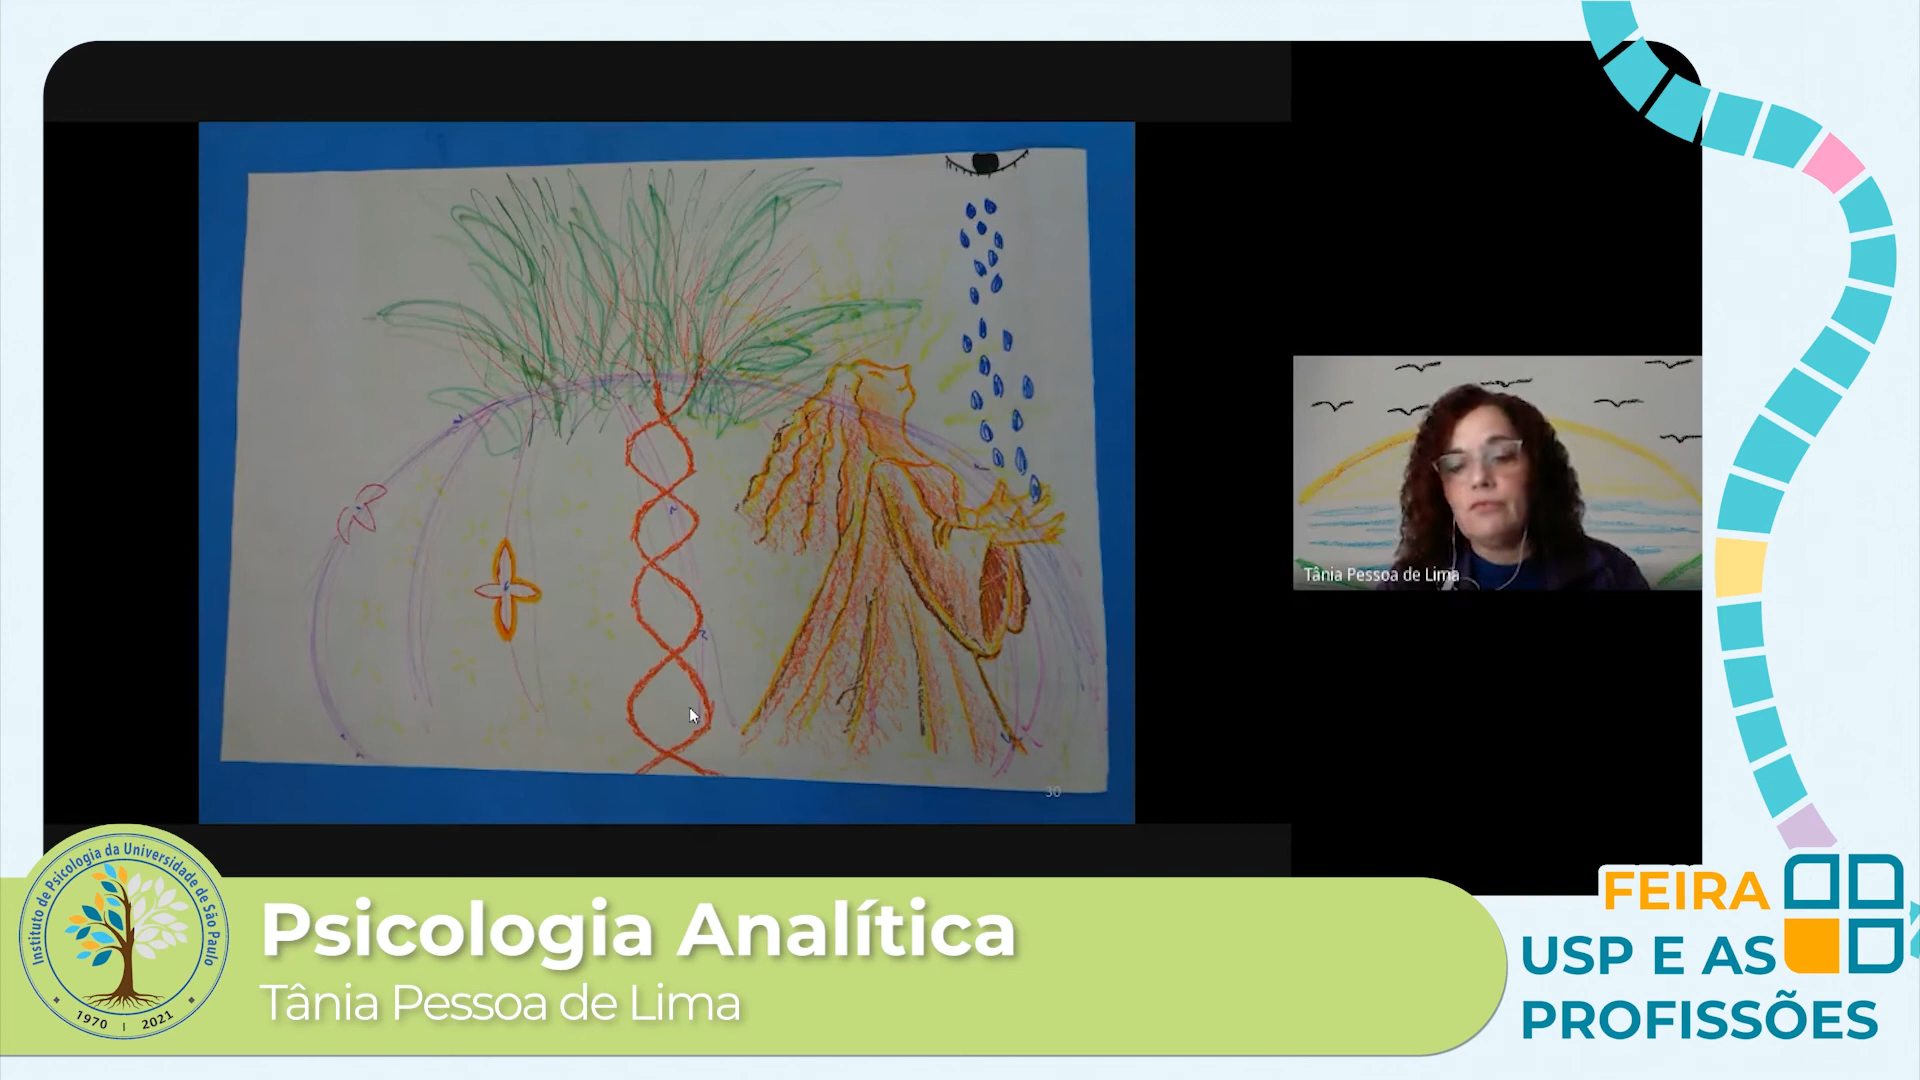 30
Tânia Pessoa de Lima
Instituto de Psicologia da Universidade de São Paulo
1970 | 2021
Psicologia Analítica
Tânia Pessoa de Lima
FEIRA
USP E AS
PROFISSÕES